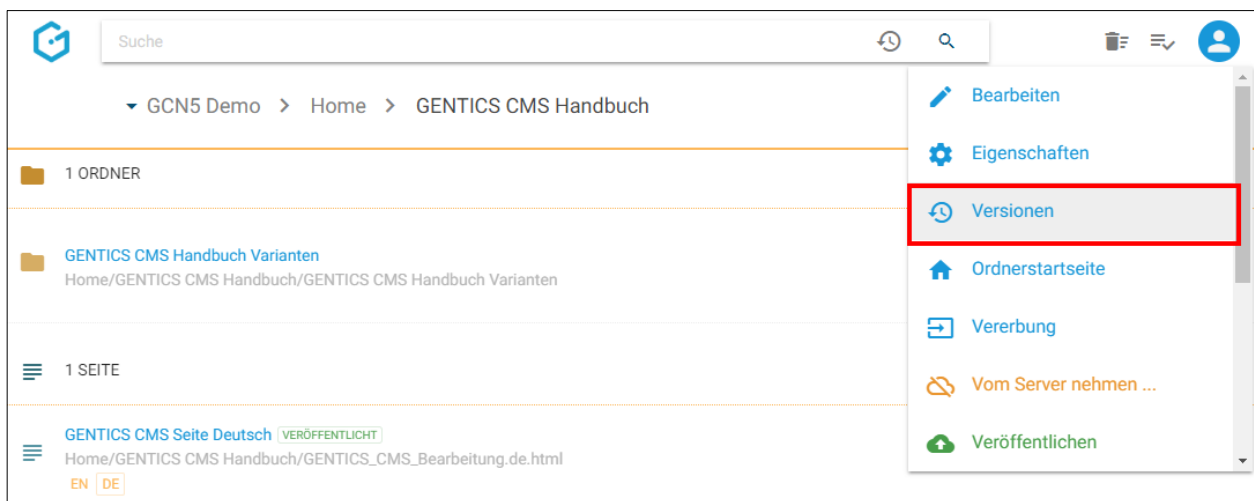 Suche
GCN5 Demo > Home > GENTICS CMS Handbuch
1 ORDNER
GENTICS CMS Handbuch Varianten
Home/GENTICS CMS Handbuch/GENTICS CMS Handbuch Varianten
1 SEITE
GENTICS CMS Seite Deutsch VERÖFFENTLICHT
Home/GENTICS CMS Handbuch/GENTICS_CMS_Bearbeitung.de.html
EN DE
Bearbeiten
Eigenschaften
Versionen
Ordnerstartseite
Vererbung
Vom Server nehmen ...
Veröffentlichen